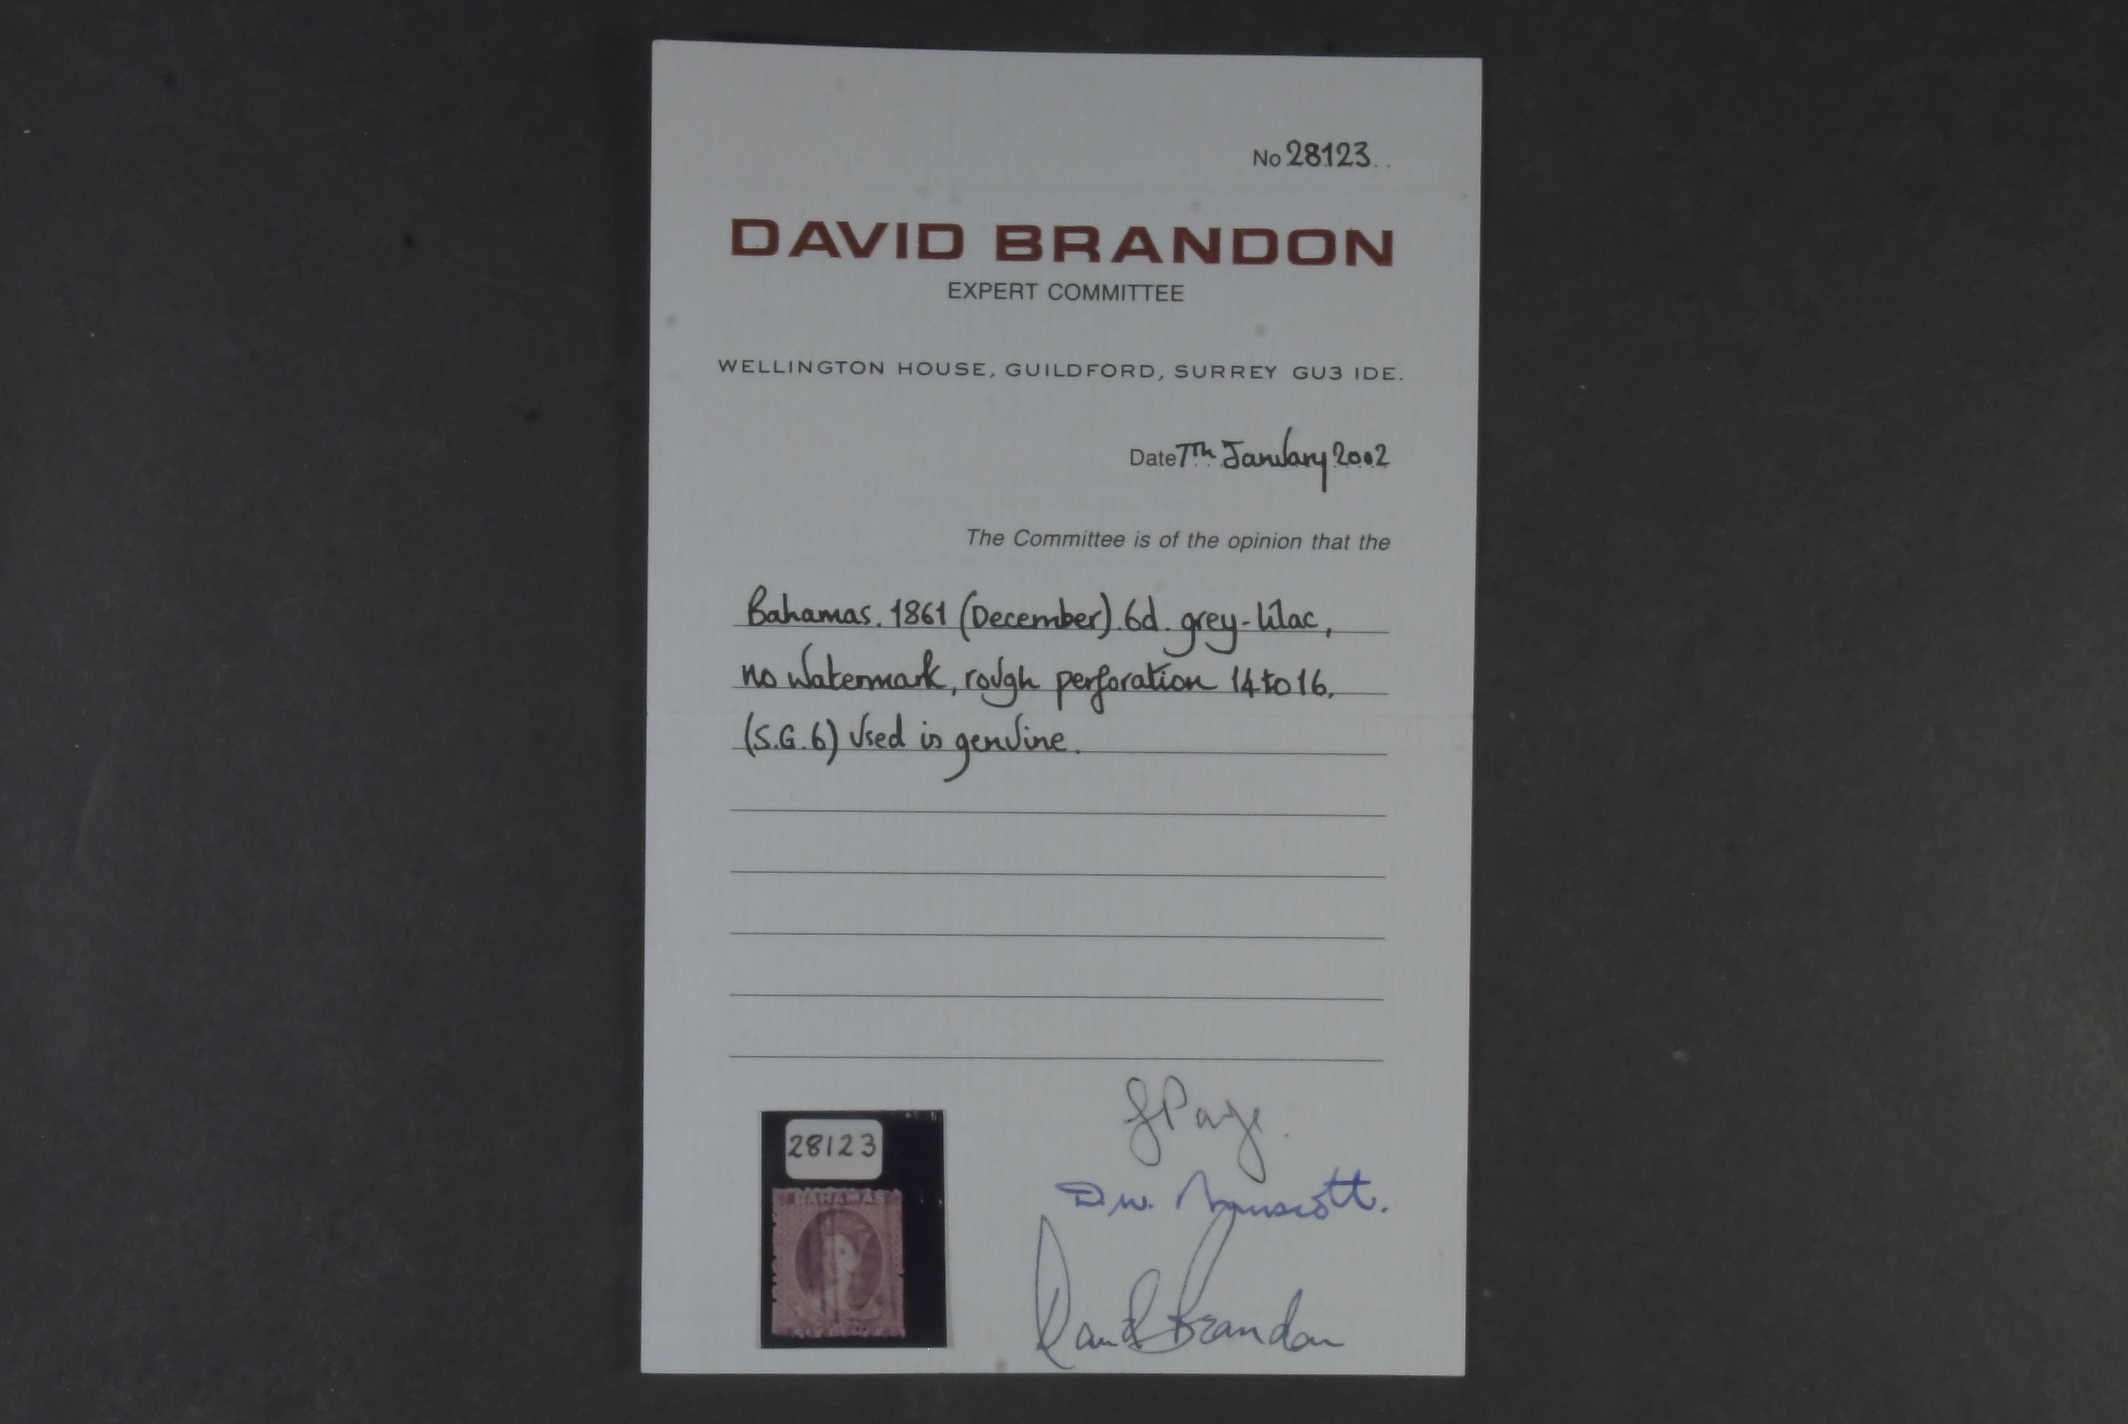 No 28123..
DAVID BRANDON
EXPERT COMMITTEE
WELLINGTON HOUSE, GUILDFORD, SURREY GU3 IDE.
Date 7th January 2002
The Committee is of the opinion that the
Bahamas. 1861 (December). 6d. grey-lilac,
no watermark, rough perforation 14 to 16.
(S.G. 6) Used is genuine.
28123
BAHAMAS
Page.
D.W.
David Brandon